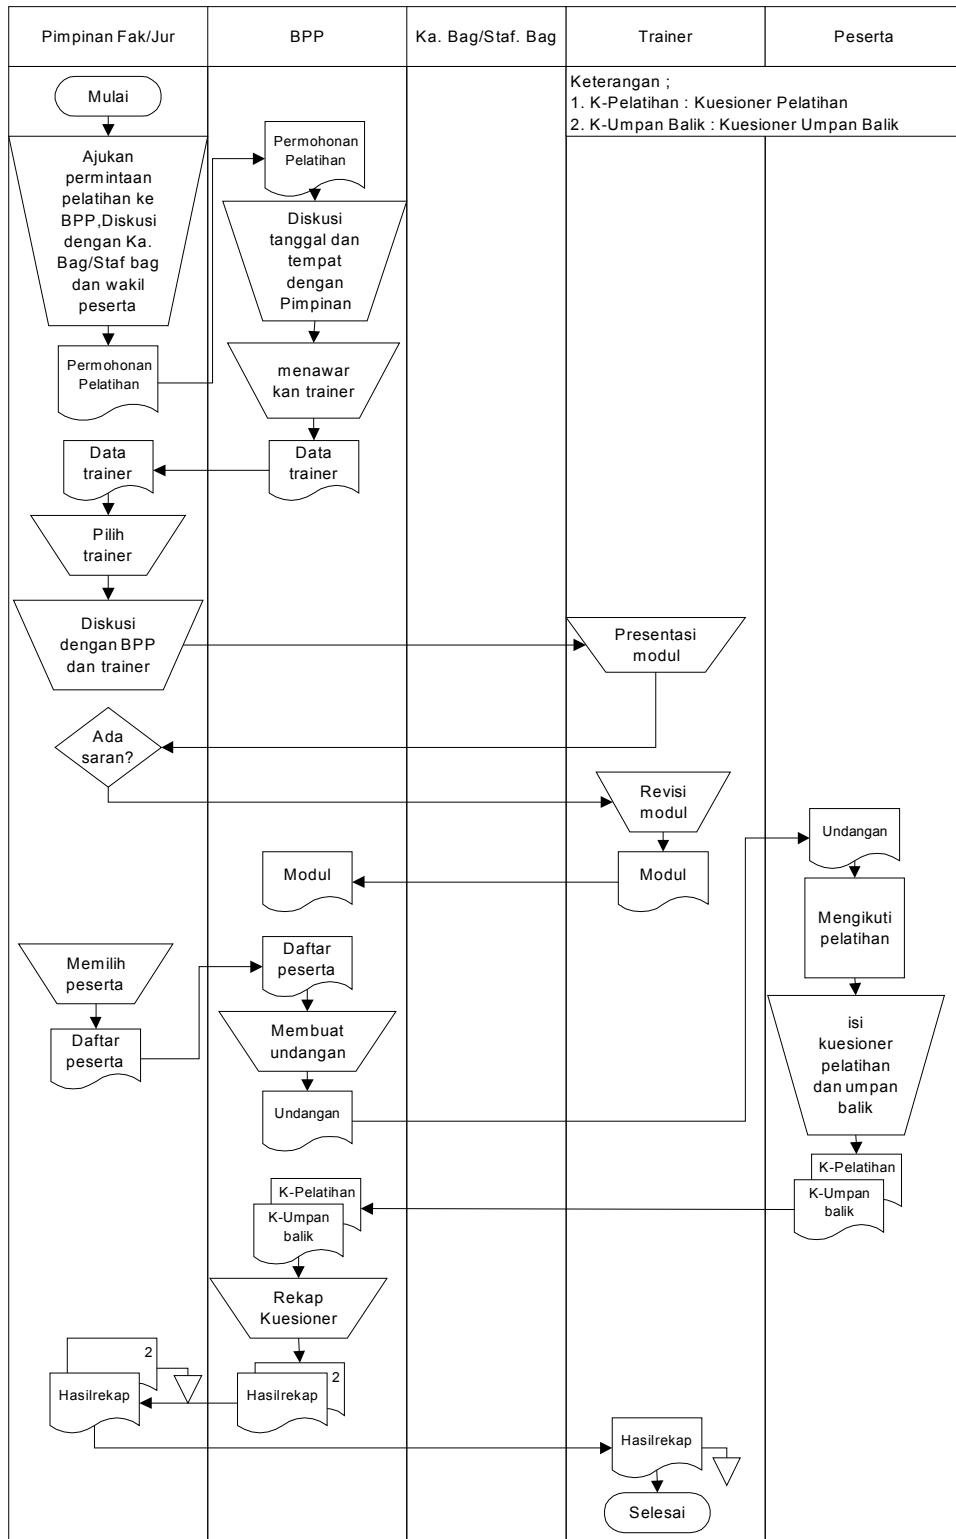 Pimpinan Fak/Jur
BPP
Ka. Bag/Staf. Bag
Trainer
Peserta
Keterangan ;
1. K-Pelatihan : Kuesioner Pelatihan
2. K-Umpan Balik : Kuesioner Umpan Balik
Mulai
Ajukan
permintaan
pelatihan ke
BPP,Diskusi
dengan Ka.
Bag/Staf bag
dan wakil
peserta
Permohonan
Pelatihan
Permohonan
Pelatihan
Diskusi
tanggal dan
tempat
dengan
Pimpinan
menawar
kan trainer
Data
trainer
Data
trainer
Pilih
trainer
Diskusi
dengan BPP
dan trainer
Presentasi
modul
Ada
saran?
Revisi
modul
Modul
Modul
Memilih
peserta
Daftar
peserta
Daftar
peserta
Membuat
undangan
Undangan
Undangan
Mengikuti
pelatihan
isi
kuesioner
pelatihan
dan umpan
balik
K-Pelatihan
K-Umpan
balik
K-Pelatihan
K-Umpan
balik
Rekap
Kuesioner
2
Hasilrekap
2
Hasilrekap
Hasilrekap
Selesai